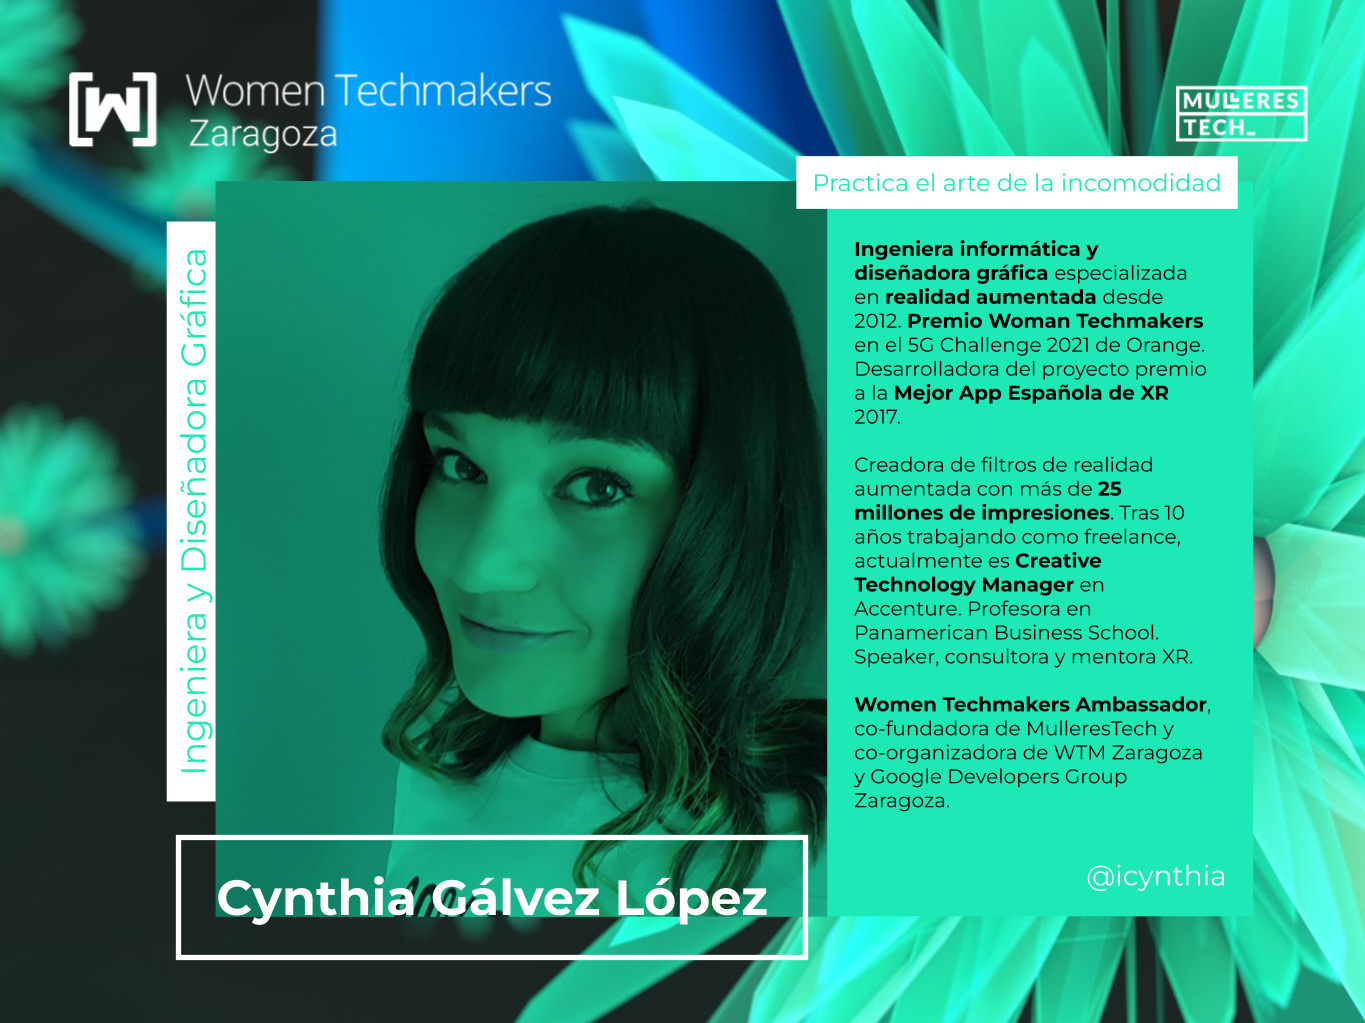 Women Techmakers
Zaragoza
MULLERES
TECH_
Practica el arte de la incomodidad
Ingeniera y Diseñadora Gráfica
Ingeniera informática y
diseñadora gráfica especializada
en realidad aumentada desde
2012. Premio Woman Techmakers
en el 5G Challenge 2021 de Orange.
Desarrolladora del proyecto premio
a la Mejor App Española de XR
2017.
Creadora de filtros de realidad
aumentada con más de 25
millones de impresiones. Tras 10
años trabajando como freelance,
actualmente es Creative
Technology Manager en
Accenture. Profesora en
Panamerican Business School.
Speaker, consultora y mentora XR.
Women Techmakers Ambassador,
co-fundadora de MulleresTech y
co-organizadora de WTM Zaragoza
y Google Developers Group
Zaragoza.
@icynthia
Cynthia Gálvez López